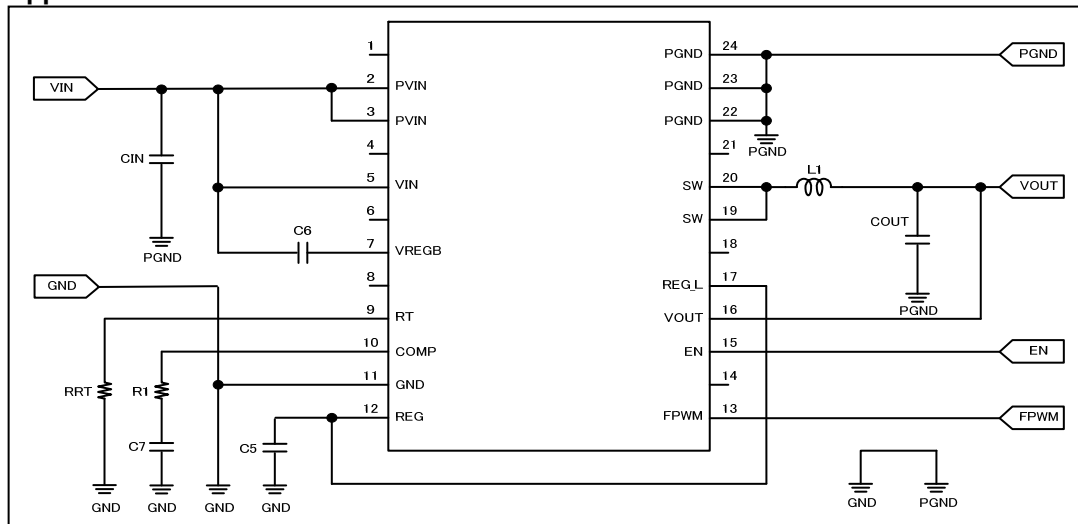 1
PGND 24 PGND
VIN 2 PVIN
PGND 23
3 PVIN
PGND 22
CIN
4
21
PGND
L1
5 VIN
SW 20
VOUT
6
SW 19
COUT
C6
7 VREGB
18
PGND
8
REG_L 17
GND
PGND
9 RT
VOUT 16
10 COMP
EN 15 EN
RRT
R1
11 GND
14
12 REG
FPWM 13 FPWM
C7
C5
GND
GND
GND
GND
GND
PGND